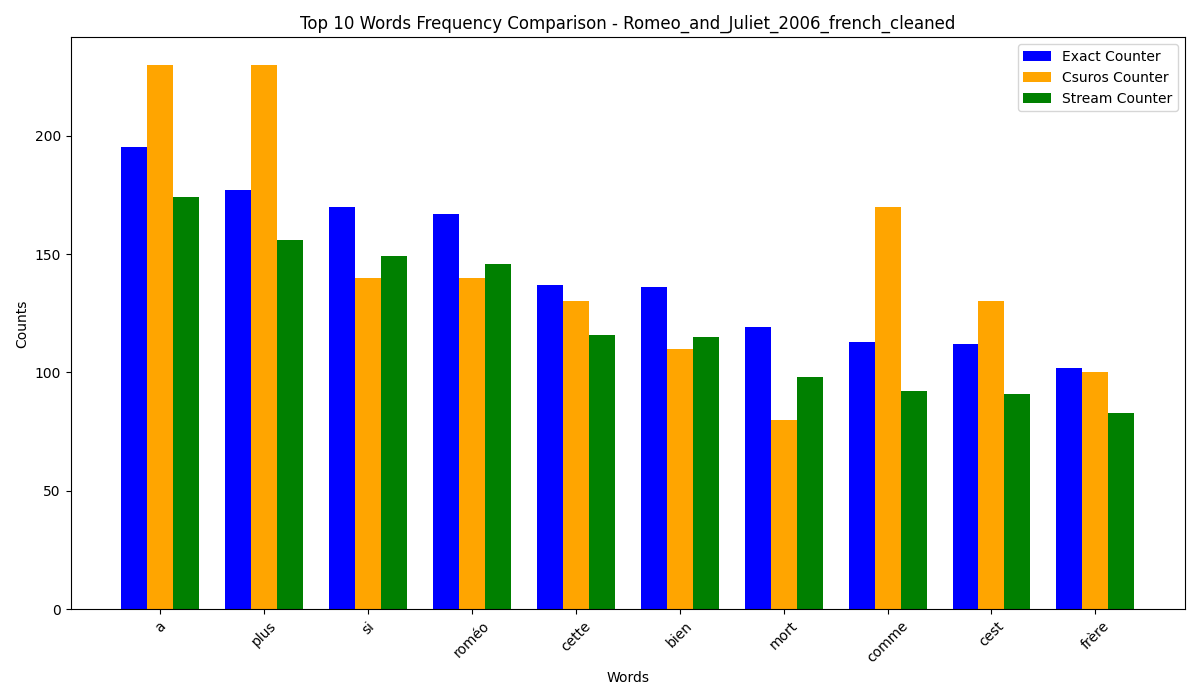 Top 10 Words Frequency Comparison - Romeo_and_Juliet_2006_french_cleaned
Exact Counter
Csuros Counter
Stream Counter
Counts
200
150
100
50
0
a
plus
si
roméo
cette
bien
mort
comme
cest
frère
Words